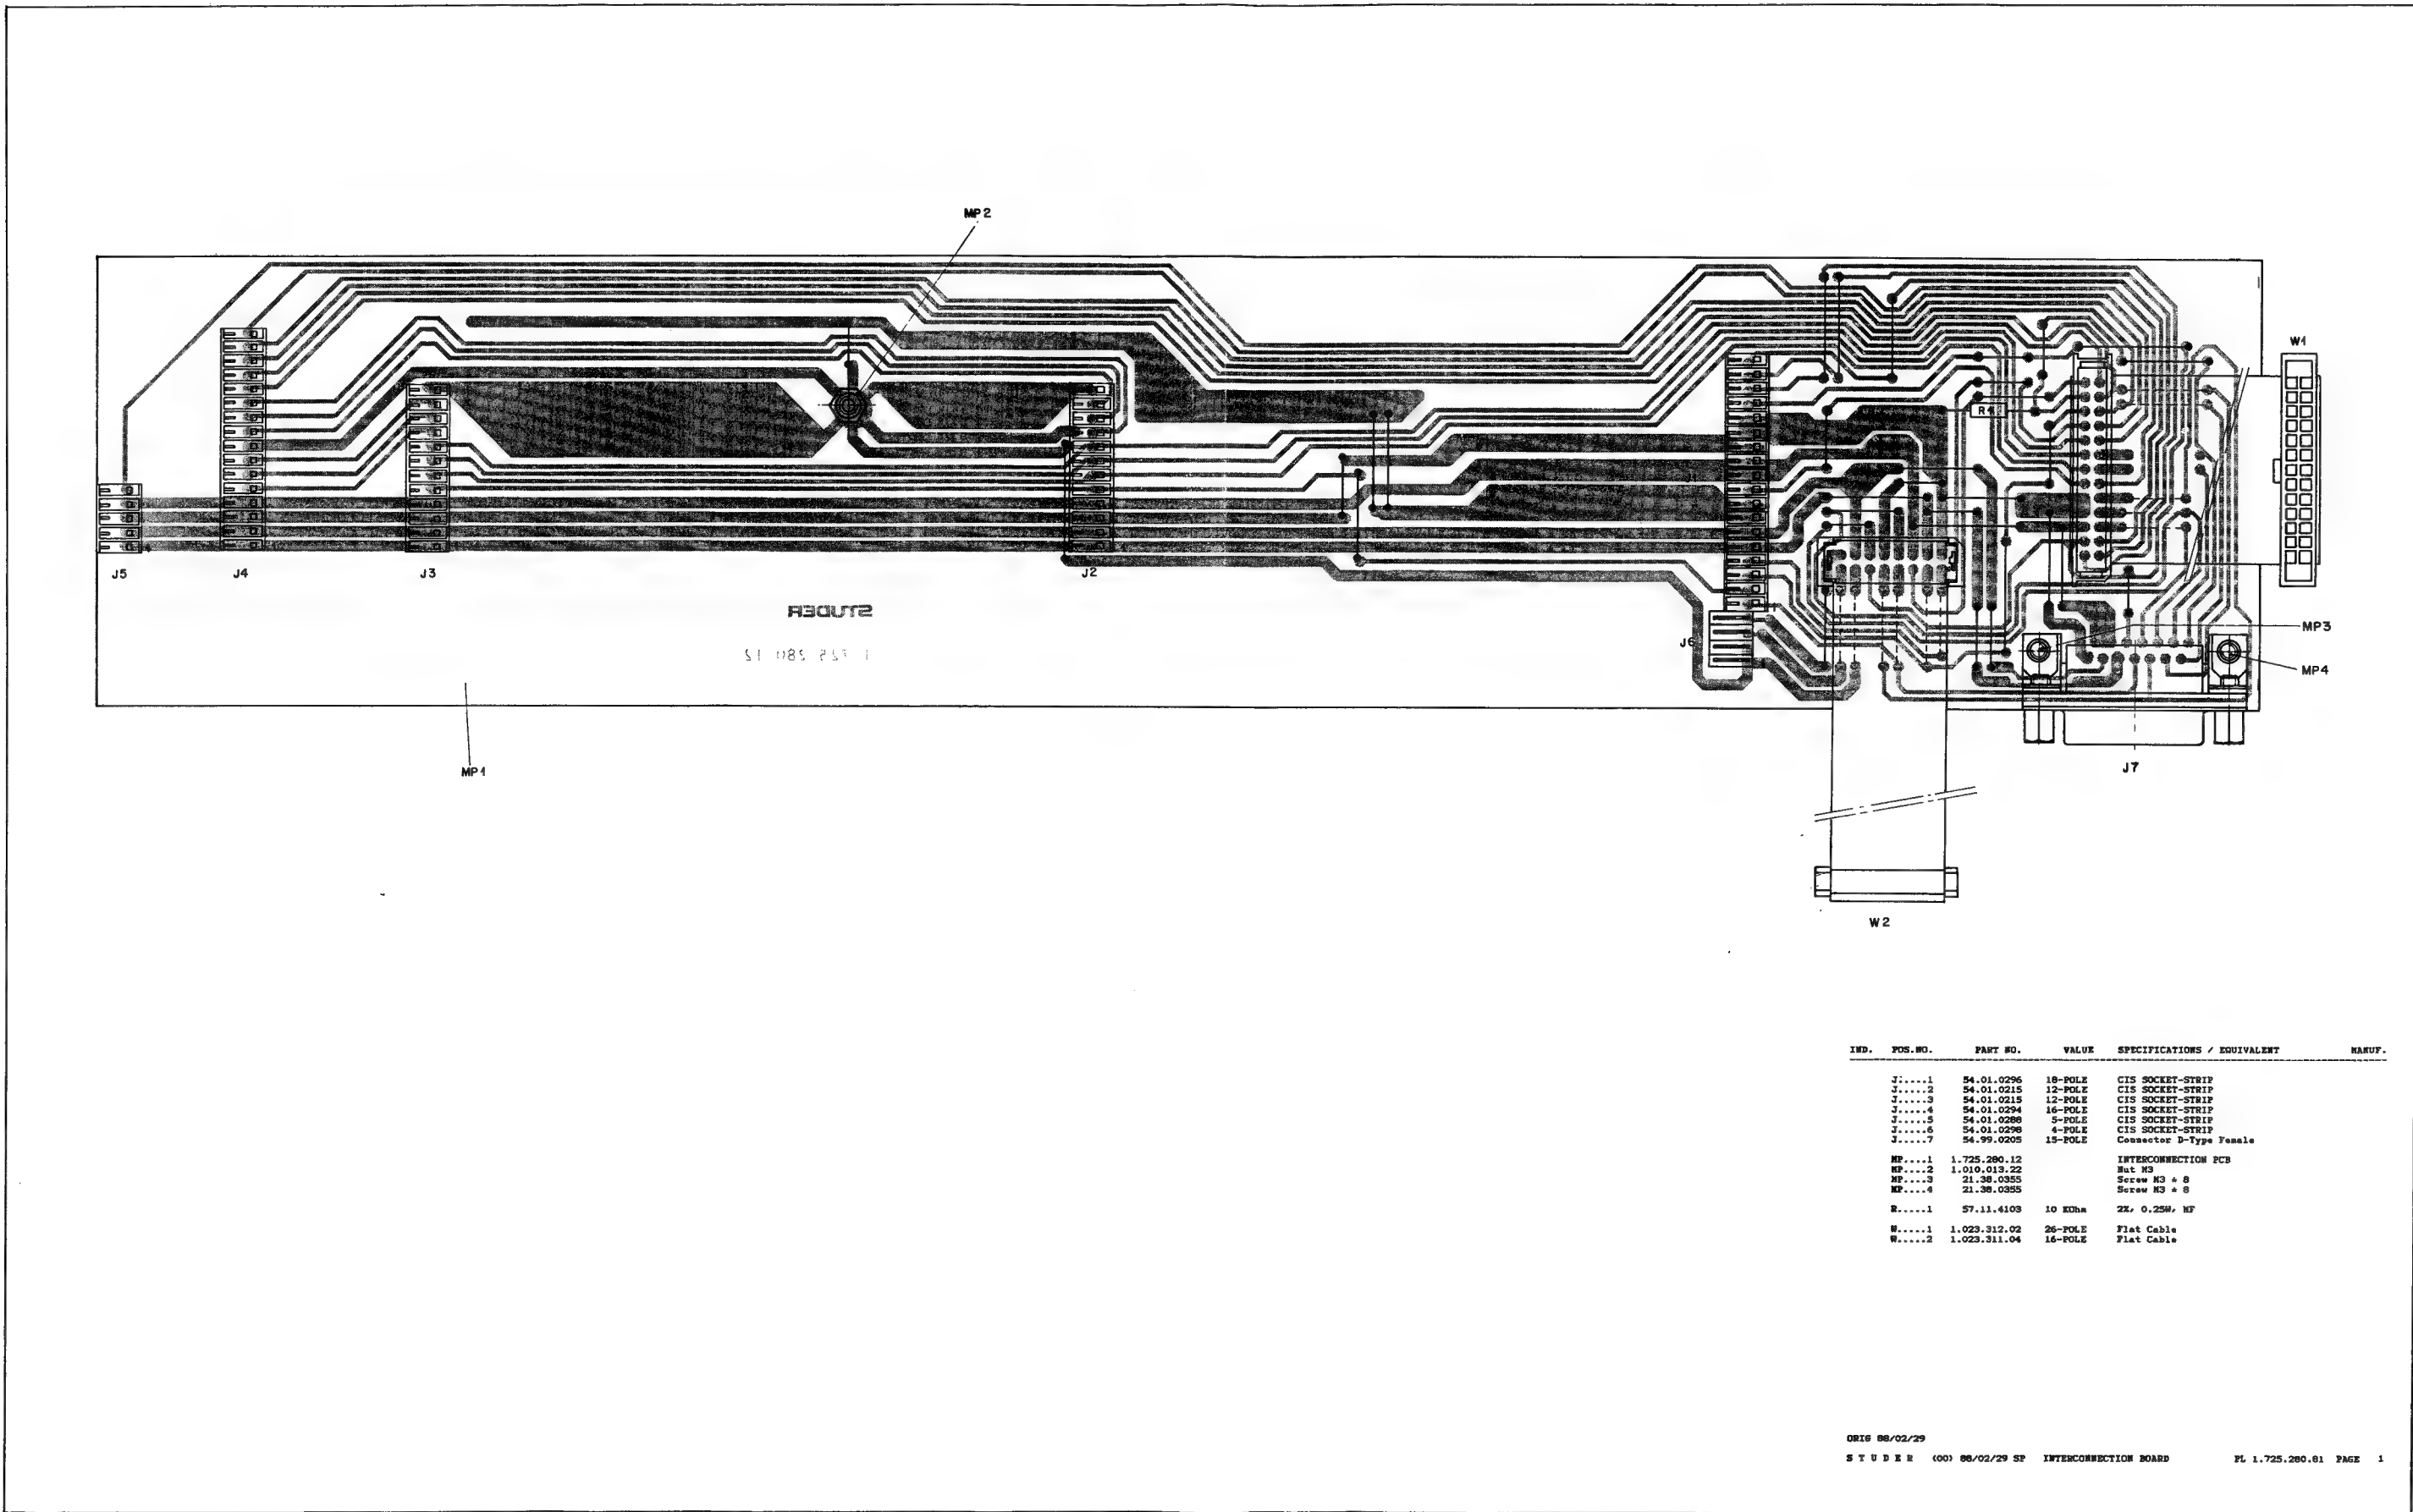 MP2
W1
J5
J4
J3
J2
STUDER
1 725 280 12
J6
R1
MP3
MP4
MP1
J7
W2
IND. POS.NO. PART NO. VALUE SPECIFICATIONS / EQUIVALENT MANUF.
J.....1 54.01.0296 18-POLE CIS SOCKET-STRIP
J.....2 54.01.0215 12-POLE CIS SOCKET-STRIP
J.....3 54.01.0215 12-POLE CIS SOCKET-STRIP
J.....4 54.01.0294 16-POLE CIS SOCKET-STRIP
J.....5 54.01.0288 5-POLE CIS SOCKET-STRIP
J.....6 54.01.0298 4-POLE CIS SOCKET-STRIP
J.....7 54.99.0205 15-POLE Connector D-Type Female
MP....1 1.725.280.12 INTERCONNECTION PCB
MP....2 1.010.013.22 Nut M3
MP....3 21.38.0355 Screw M3 * 8
MP....4 21.38.0355 Screw M3 * 8
R.....1 57.11.4103 10 KOhm 2%, 0.25W, MF
W.....1 1.023.312.02 26-POLE Flat Cable
W.....2 1.023.311.04 16-POLE Flat Cable
ORIG 88/02/29
S T U D E R (00) 88/02/29 SP INTERCONNECTION BOARD PL 1.725.280.81 PAGE 1